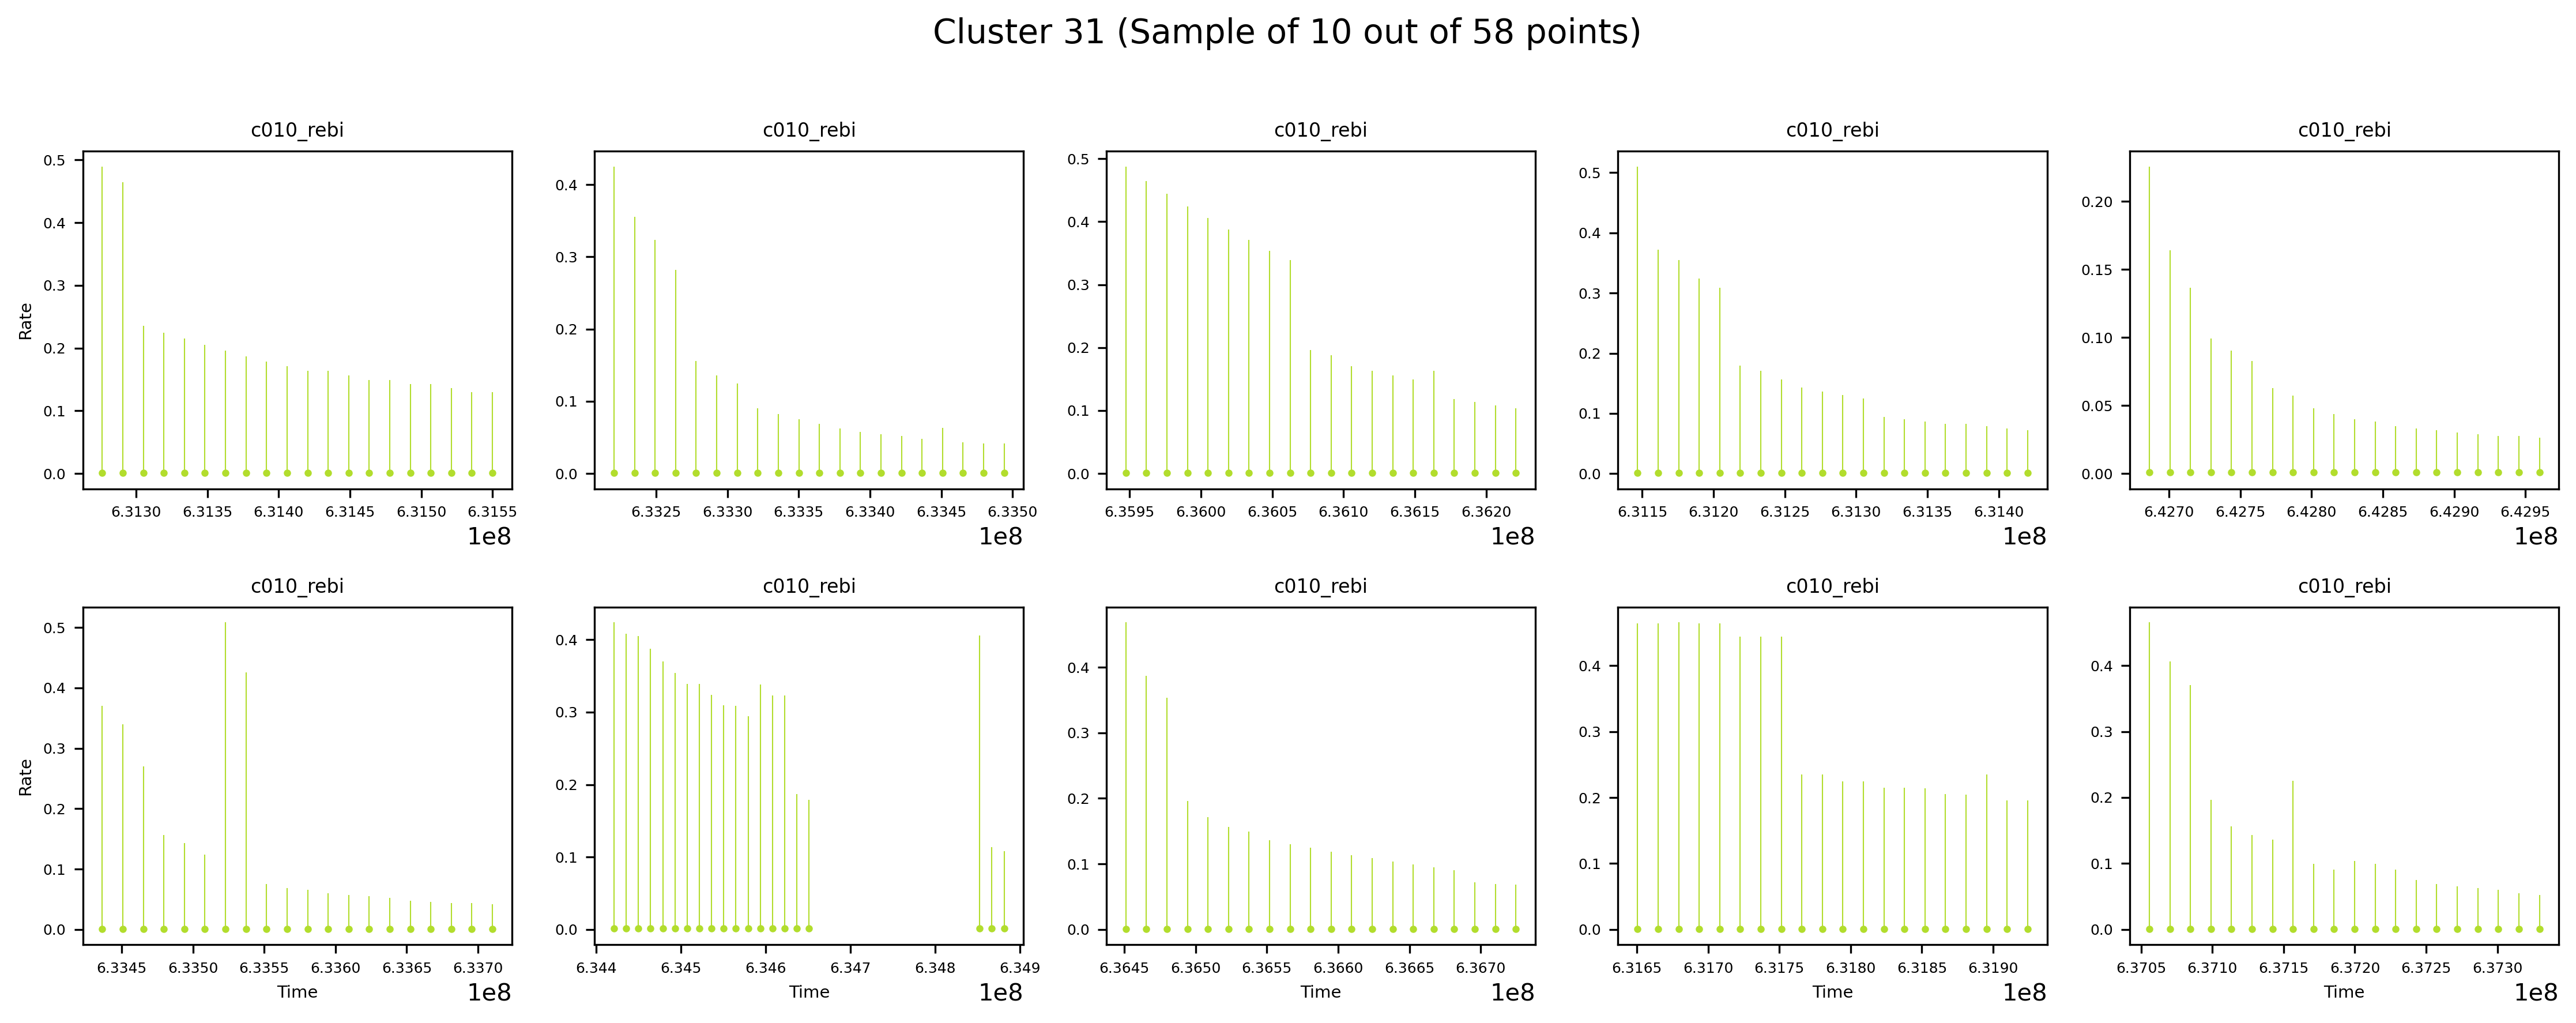 Cluster 31 (Sample of 10 out of 58 points)
c010_rebi c010_rebi c010_rebi c010_rebi c010_rebi
Rate
0.5 0.4 0.3 0.2 0.1 0.0
6.3130 6.3135 6.3140 6.3145 6.3150 6.3155
1e8
0.4 0.3 0.2 0.1 0.0
6.3325 6.3330 6.3335 6.3340 6.3345 6.3350
1e8
0.5 0.4 0.3 0.2 0.1 0.0
6.3595 6.3600 6.3605 6.3610 6.3615 6.3620
1e8
0.5 0.4 0.3 0.2 0.1 0.0
6.3115 6.3120 6.3125 6.3130 6.3135 6.3140
1e8
0.20 0.15 0.10 0.05 0.00
6.4270 6.4275 6.4280 6.4285 6.4290 6.4295
1e8
c010_rebi c010_rebi c010_rebi c010_rebi c010_rebi
Rate
0.5 0.4 0.3 0.2 0.1 0.0
6.3345 6.3350 6.3355 6.3360 6.3365 6.3370
Time 1e8
0.4 0.3 0.2 0.1 0.0
6.344 6.345 6.346 6.347 6.348 6.349
Time 1e8
0.4 0.3 0.2 0.1 0.0
6.3645 6.3650 6.3655 6.3660 6.3665 6.3670
Time 1e8
0.4 0.3 0.2 0.1 0.0
6.3165 6.3170 6.3175 6.3180 6.3185 6.3190
Time 1e8
0.4 0.3 0.2 0.1 0.0
6.3705 6.3710 6.3715 6.3720 6.3725 6.3730
Time 1e8